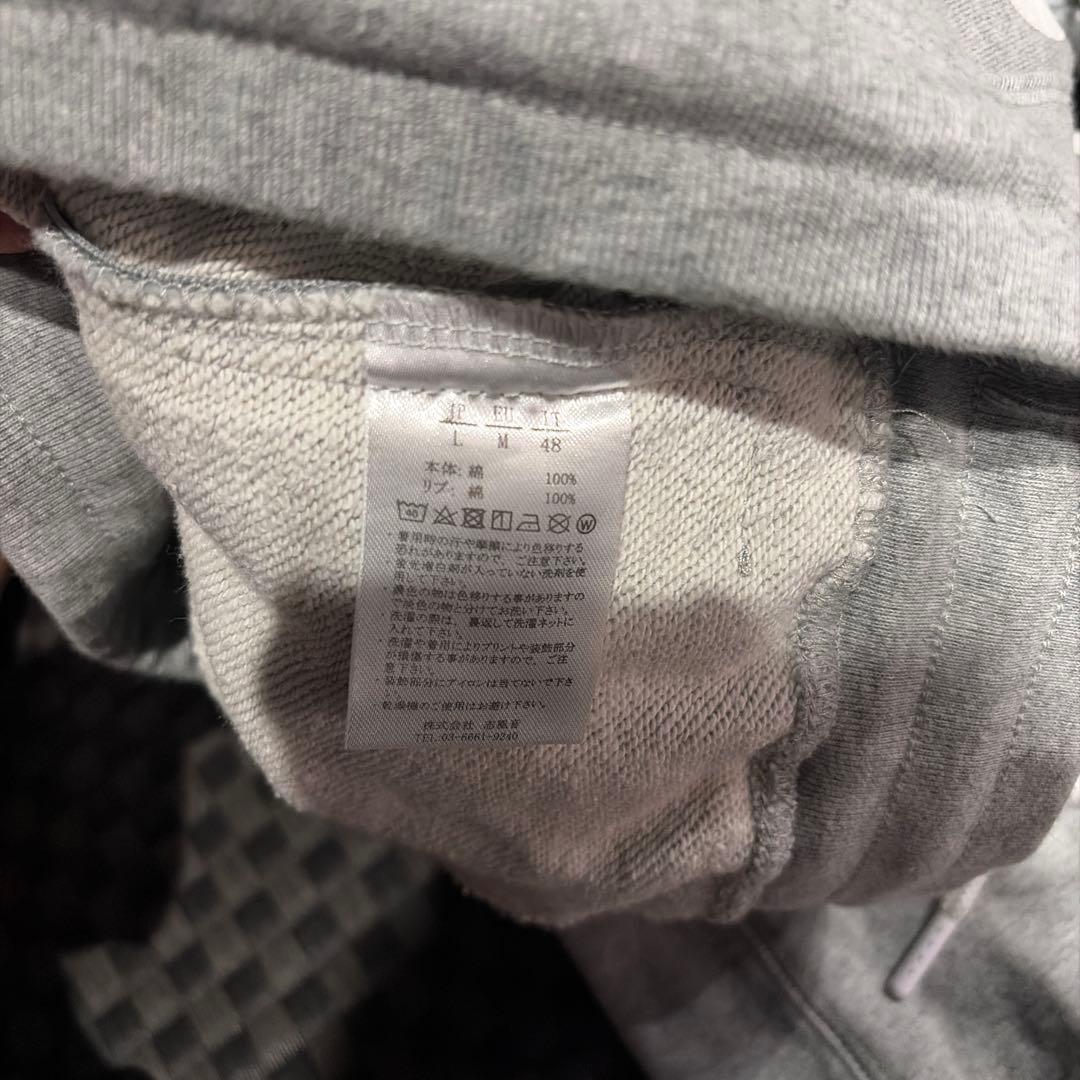 JP EU IT
L M 48
本体: 綿 100%
リブ: 綿 100%
40 W
・着用時の汗や摩擦により色移りする
恐れがありますので、ご注意下さい。
・蛍光増白剤が入っていない洗剤を使
用して下さい。
・濃色の物は色移りする事がありますの
で淡色の物と分けてお洗い下さい。
・洗濯の際は、裏返して洗濯ネットに
入れて下さい。
・洗濯や着用によりプリントや装飾部分
が損傷する事がありますので、ご注
意下さい。
・装飾部分にアイロンは当てないで下さ
い。
乾燥機のご使用はお避け下さい。
株式会社 志風音
TEL.03-6661-9240